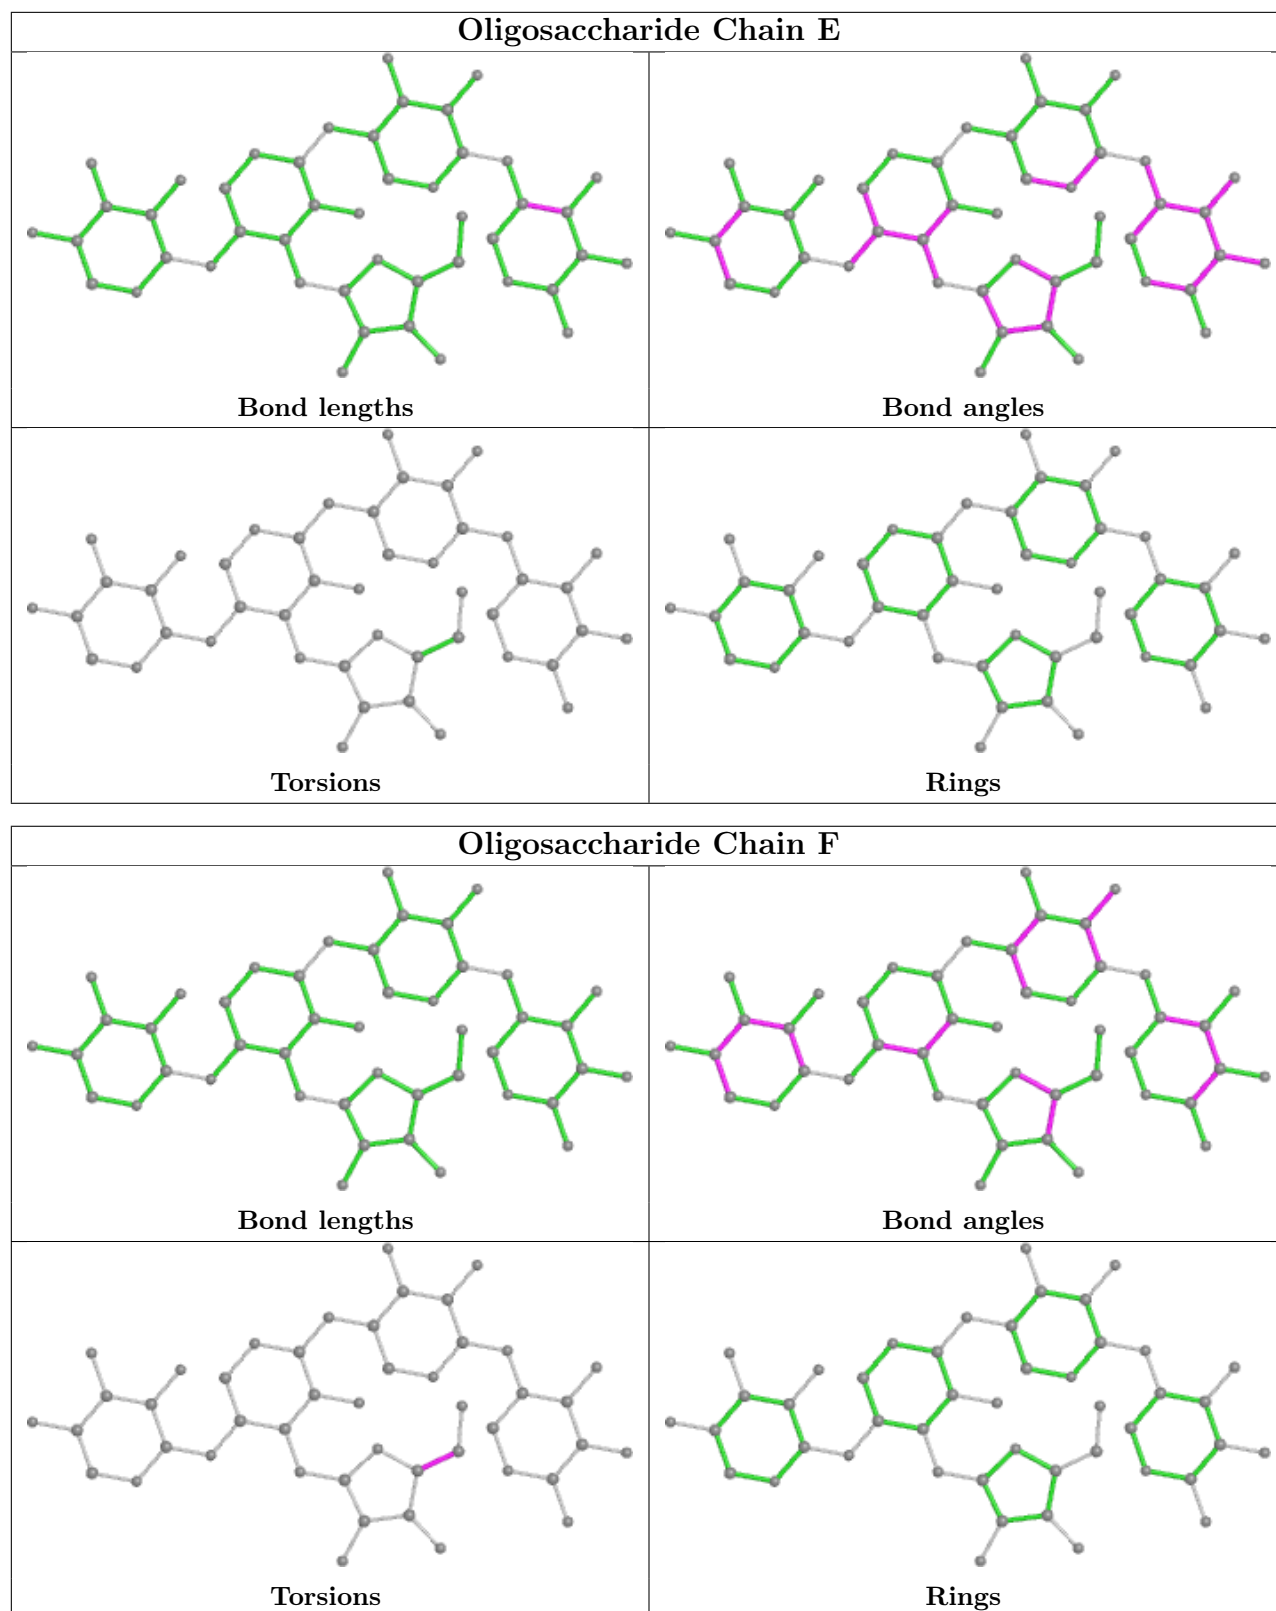 Oligosaccharide Chain E
Bond lengths
Bond angles
Torsions
Rings
Oligosaccharide Chain F
Bond lengths
Bond angles
Torsions
Rings